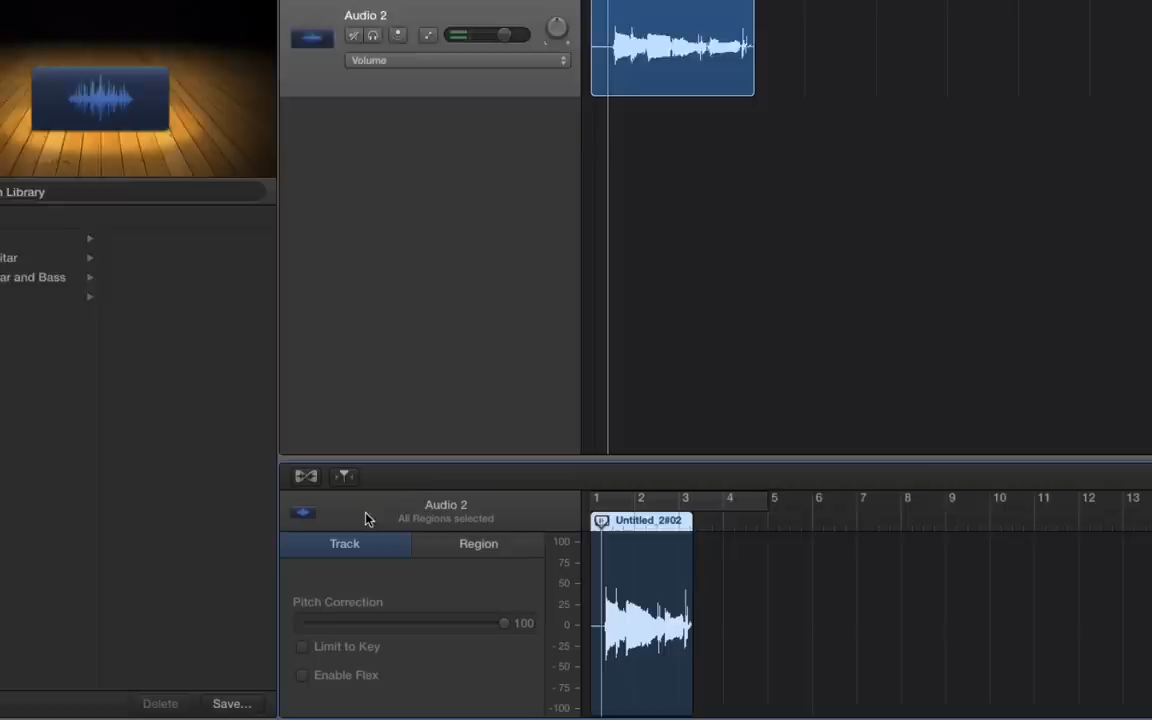 Audio 2
Volume
Library
itar
ar and Bass
Audio 2
All Regions selected
Track
Region
Pitch Correction
100
Limit to Key
Enable Flex
Delete
Save...
1 2 3 4 5 6 7 8 9 10 11 12 13
Untitled_2#02
100
75
50
25
0
- 25
- 50
- 75
-100